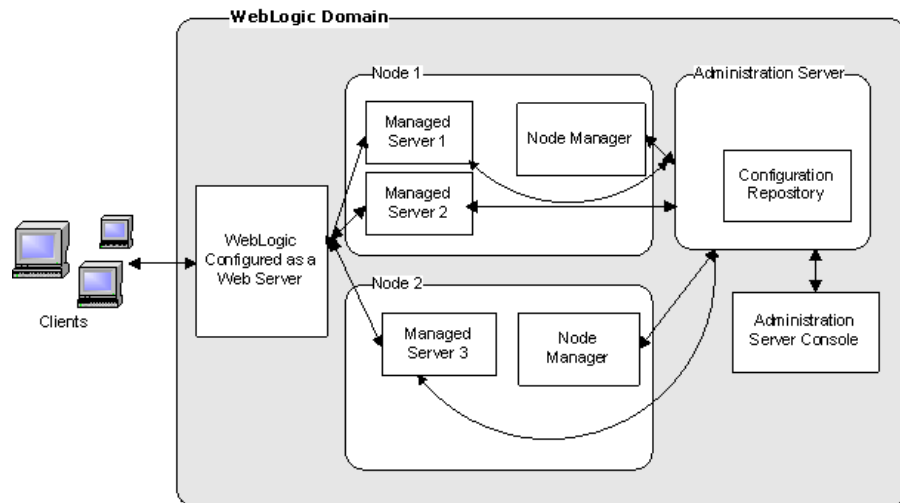 WebLogic Domain
Node 1
Administration Server
Managed
Server 1
Node Manager
Managed
Server 2
Configuration
Repository
WebLogic
Configured as a
Web Server
Clients
Node 2
Managed
Server 3
Node
Manager
Administration
Server Console